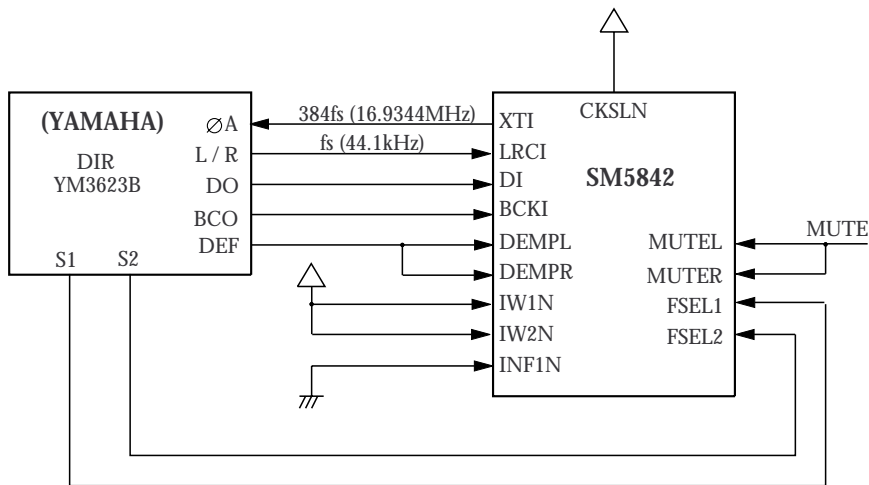 (YAMAHA)
DIR
YM3623B
∅A
L / R
DO
BCO
DEF
S1
S2
384fs (16.9344MHz)
fs (44.1kHz)
CKSLN
SM5842
XTI
LRCI
DI
BCKI
DEMPL
DEMPR
IW1N
IW2N
INF1N
MUTEL
MUTER
FSEL1
FSEL2
MUTE